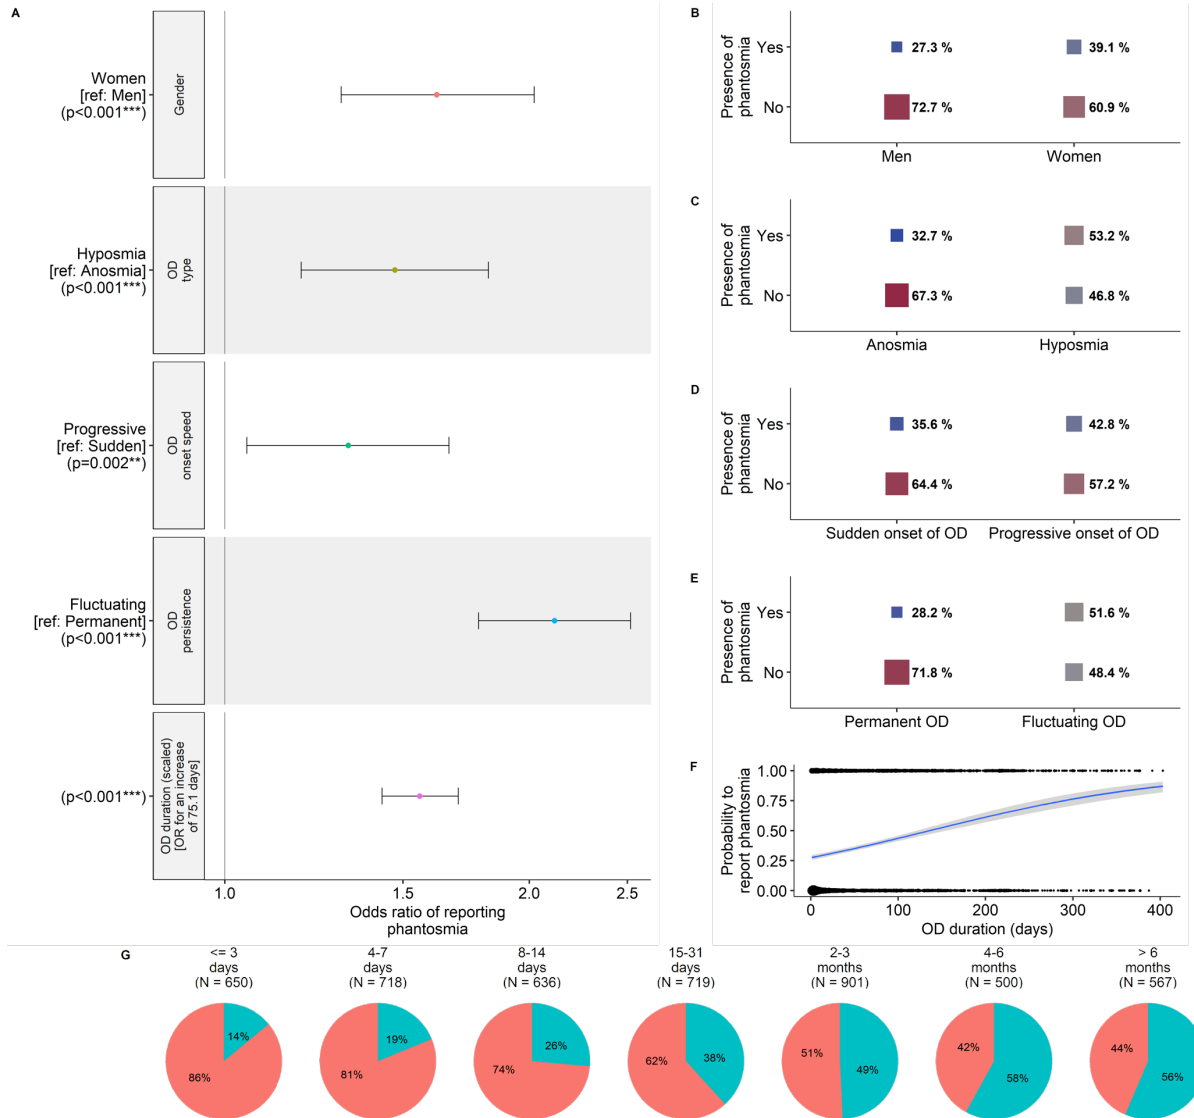 A
Women
[ref: Men]
(p<0.001***)
Gender
Hyposmia
[ref: Anosmia]
(p<0.001***)
OD
type
Progressive
[ref: Sudden]
(p=0.002**)
OD
onset speed
Fluctuating
[ref: Permanent]
(p<0.001***)
OD
persistence
(p<0.001***)
OD duration (scaled)
[OR for an increase
of 75.1 days]
1.0
1.5
2.0
2.5
Odds ratio of reporting
phantosmia
B
Presence of
phantosmia
Yes
27.3 %
39.1 %
No
72.7 %
60.9 %
Men
Women
C
Presence of
phantosmia
Yes
32.7 %
53.2 %
No
67.3 %
46.8 %
Anosmia
Hyposmia
D
Presence of
phantosmia
Yes
35.6 %
42.8 %
No
64.4 %
57.2 %
Sudden onset of OD
Progressive onset of OD
E
Presence of
phantosmia
Yes
28.2 %
51.6 %
No
71.8 %
48.4 %
Permanent OD
Fluctuating OD
F
Probability to
report phantosmia
1.00
0.75
0.50
0.25
0.00
0
100
200
300
400
OD duration (days)
G
<= 3
days
(N = 650)
14%
86%
4-7
days
(N = 718)
19%
81%
8-14
days
(N = 636)
26%
74%
15-31
days
(N = 719)
38%
62%
2-3
months
(N = 901)
51%
49%
4-6
months
(N = 500)
42%
58%
> 6
months
(N = 567)
44%
56%